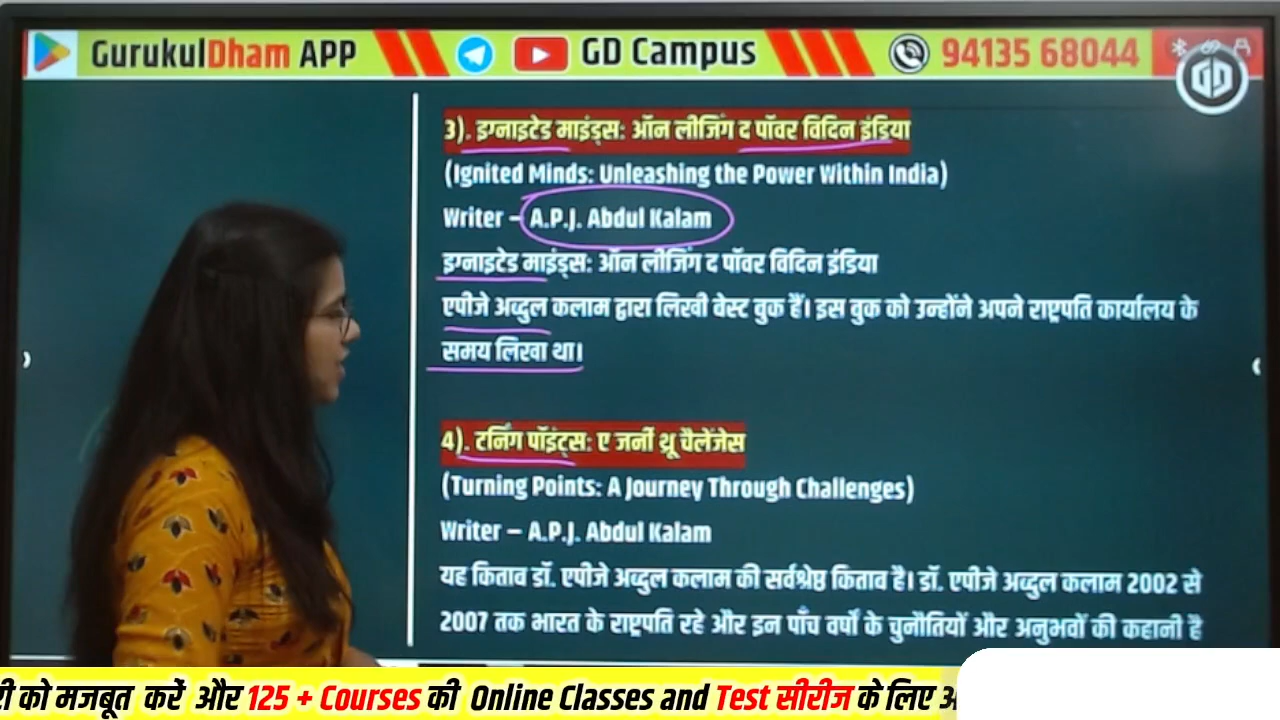 GurukulDham APP GD Campus 94135 68044
GD
3). इग्नाइटेड माइंड्स: ऑन लीजिंग द पॉवर विदिन इंडिया
(Ignited Minds: Unleashing the Power Within India)
Writer – A.P.J. Abdul Kalam
इग्नाइटेड माइंड्स: ऑन लीजिंग द पॉवर विदिन इंडिया
एपीजे अब्दुल कलाम द्वारा लिखी बेस्ट बुक हैं। इस बुक को उन्होंने अपने राष्ट्रपति कार्यालय के
समय लिखा था।
4). टर्निंग पॉइंट्स: ए जर्नी थ्रू चैलेंजेस
(Turning Points: A Journey Through Challenges)
Writer – A.P.J. Abdul Kalam
यह किताब डॉ. एपीजे अब्दुल कलाम की सर्वश्रेष्ठ किताब है। डॉ. एपीजे अब्दुल कलाम 2002 से
2007 तक भारत के राष्ट्रपति रहे और इन पाँच वर्षों के चुनौतियों और अनुभवों की कहानी है
को मजबूत करें और 125 + Courses की Online Classes and Test सीरीज के लिए